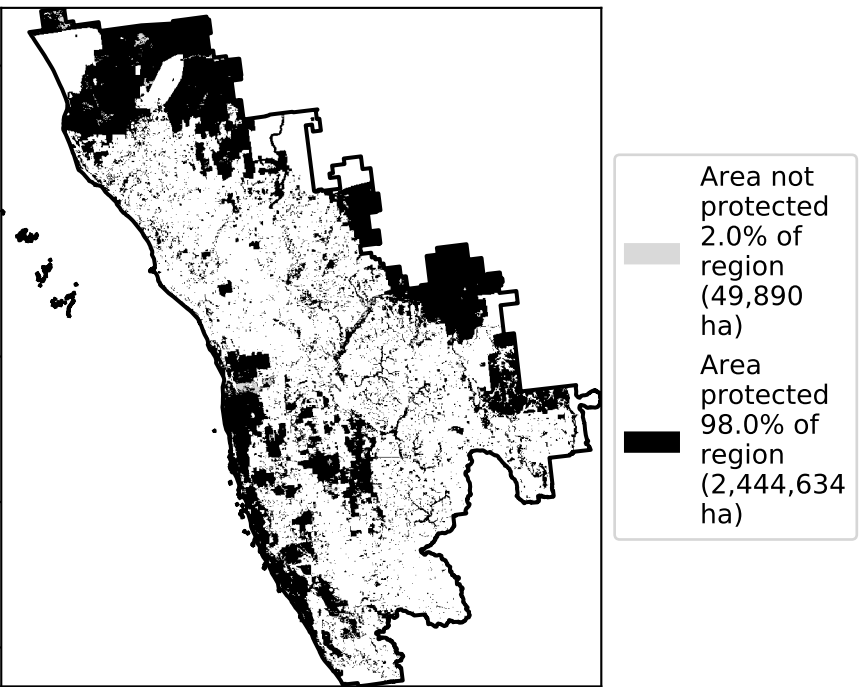 Area not
protected
2.0% of
region
(49,890
ha)
Area
protected
98.0% of
region
(2,444,634
ha)